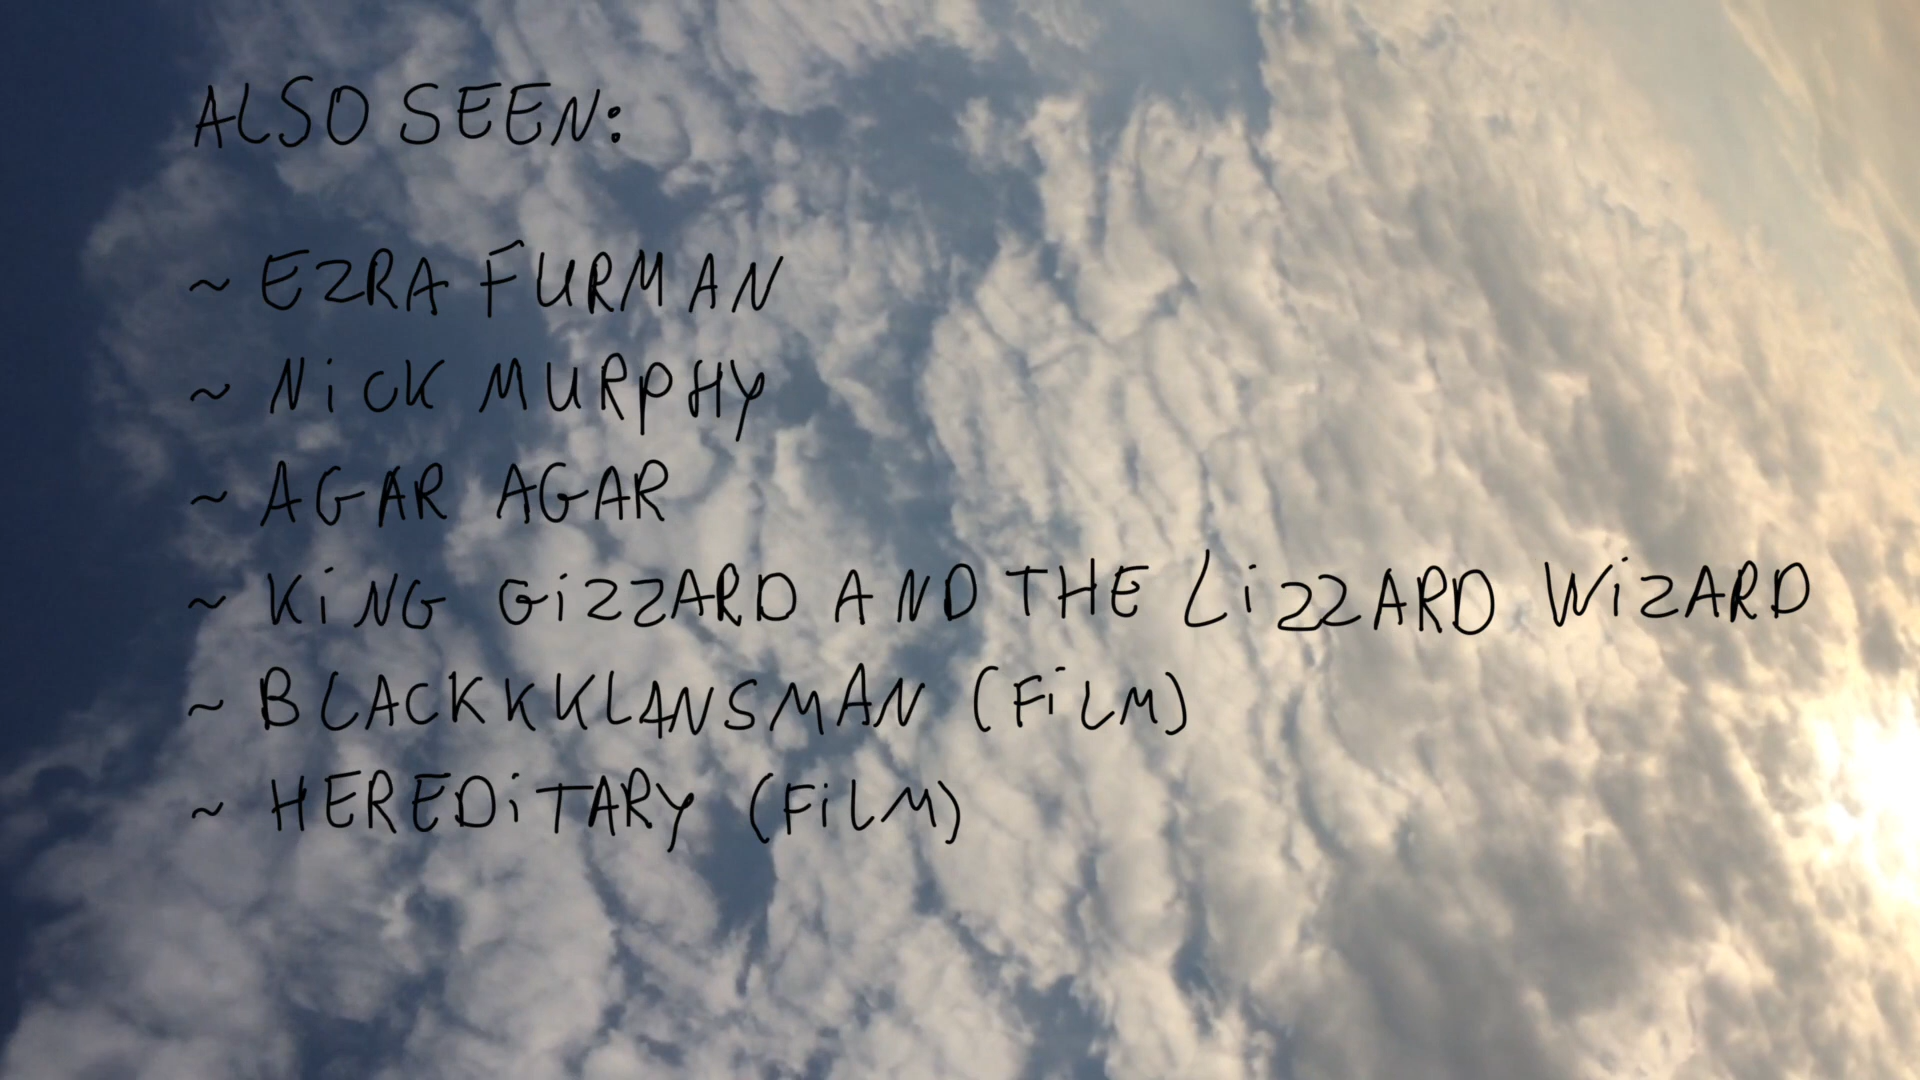 ALSO SEEN:
~ EZRA FURMAN
~ NiCK MURPHY
~ AGAR AGAR
~ KiNG GiZZARD AND THE LiZZARD WiZARD
~ BLACKKKLANSMAN (FiLM)
~ HEREDiTARY (FiLM)